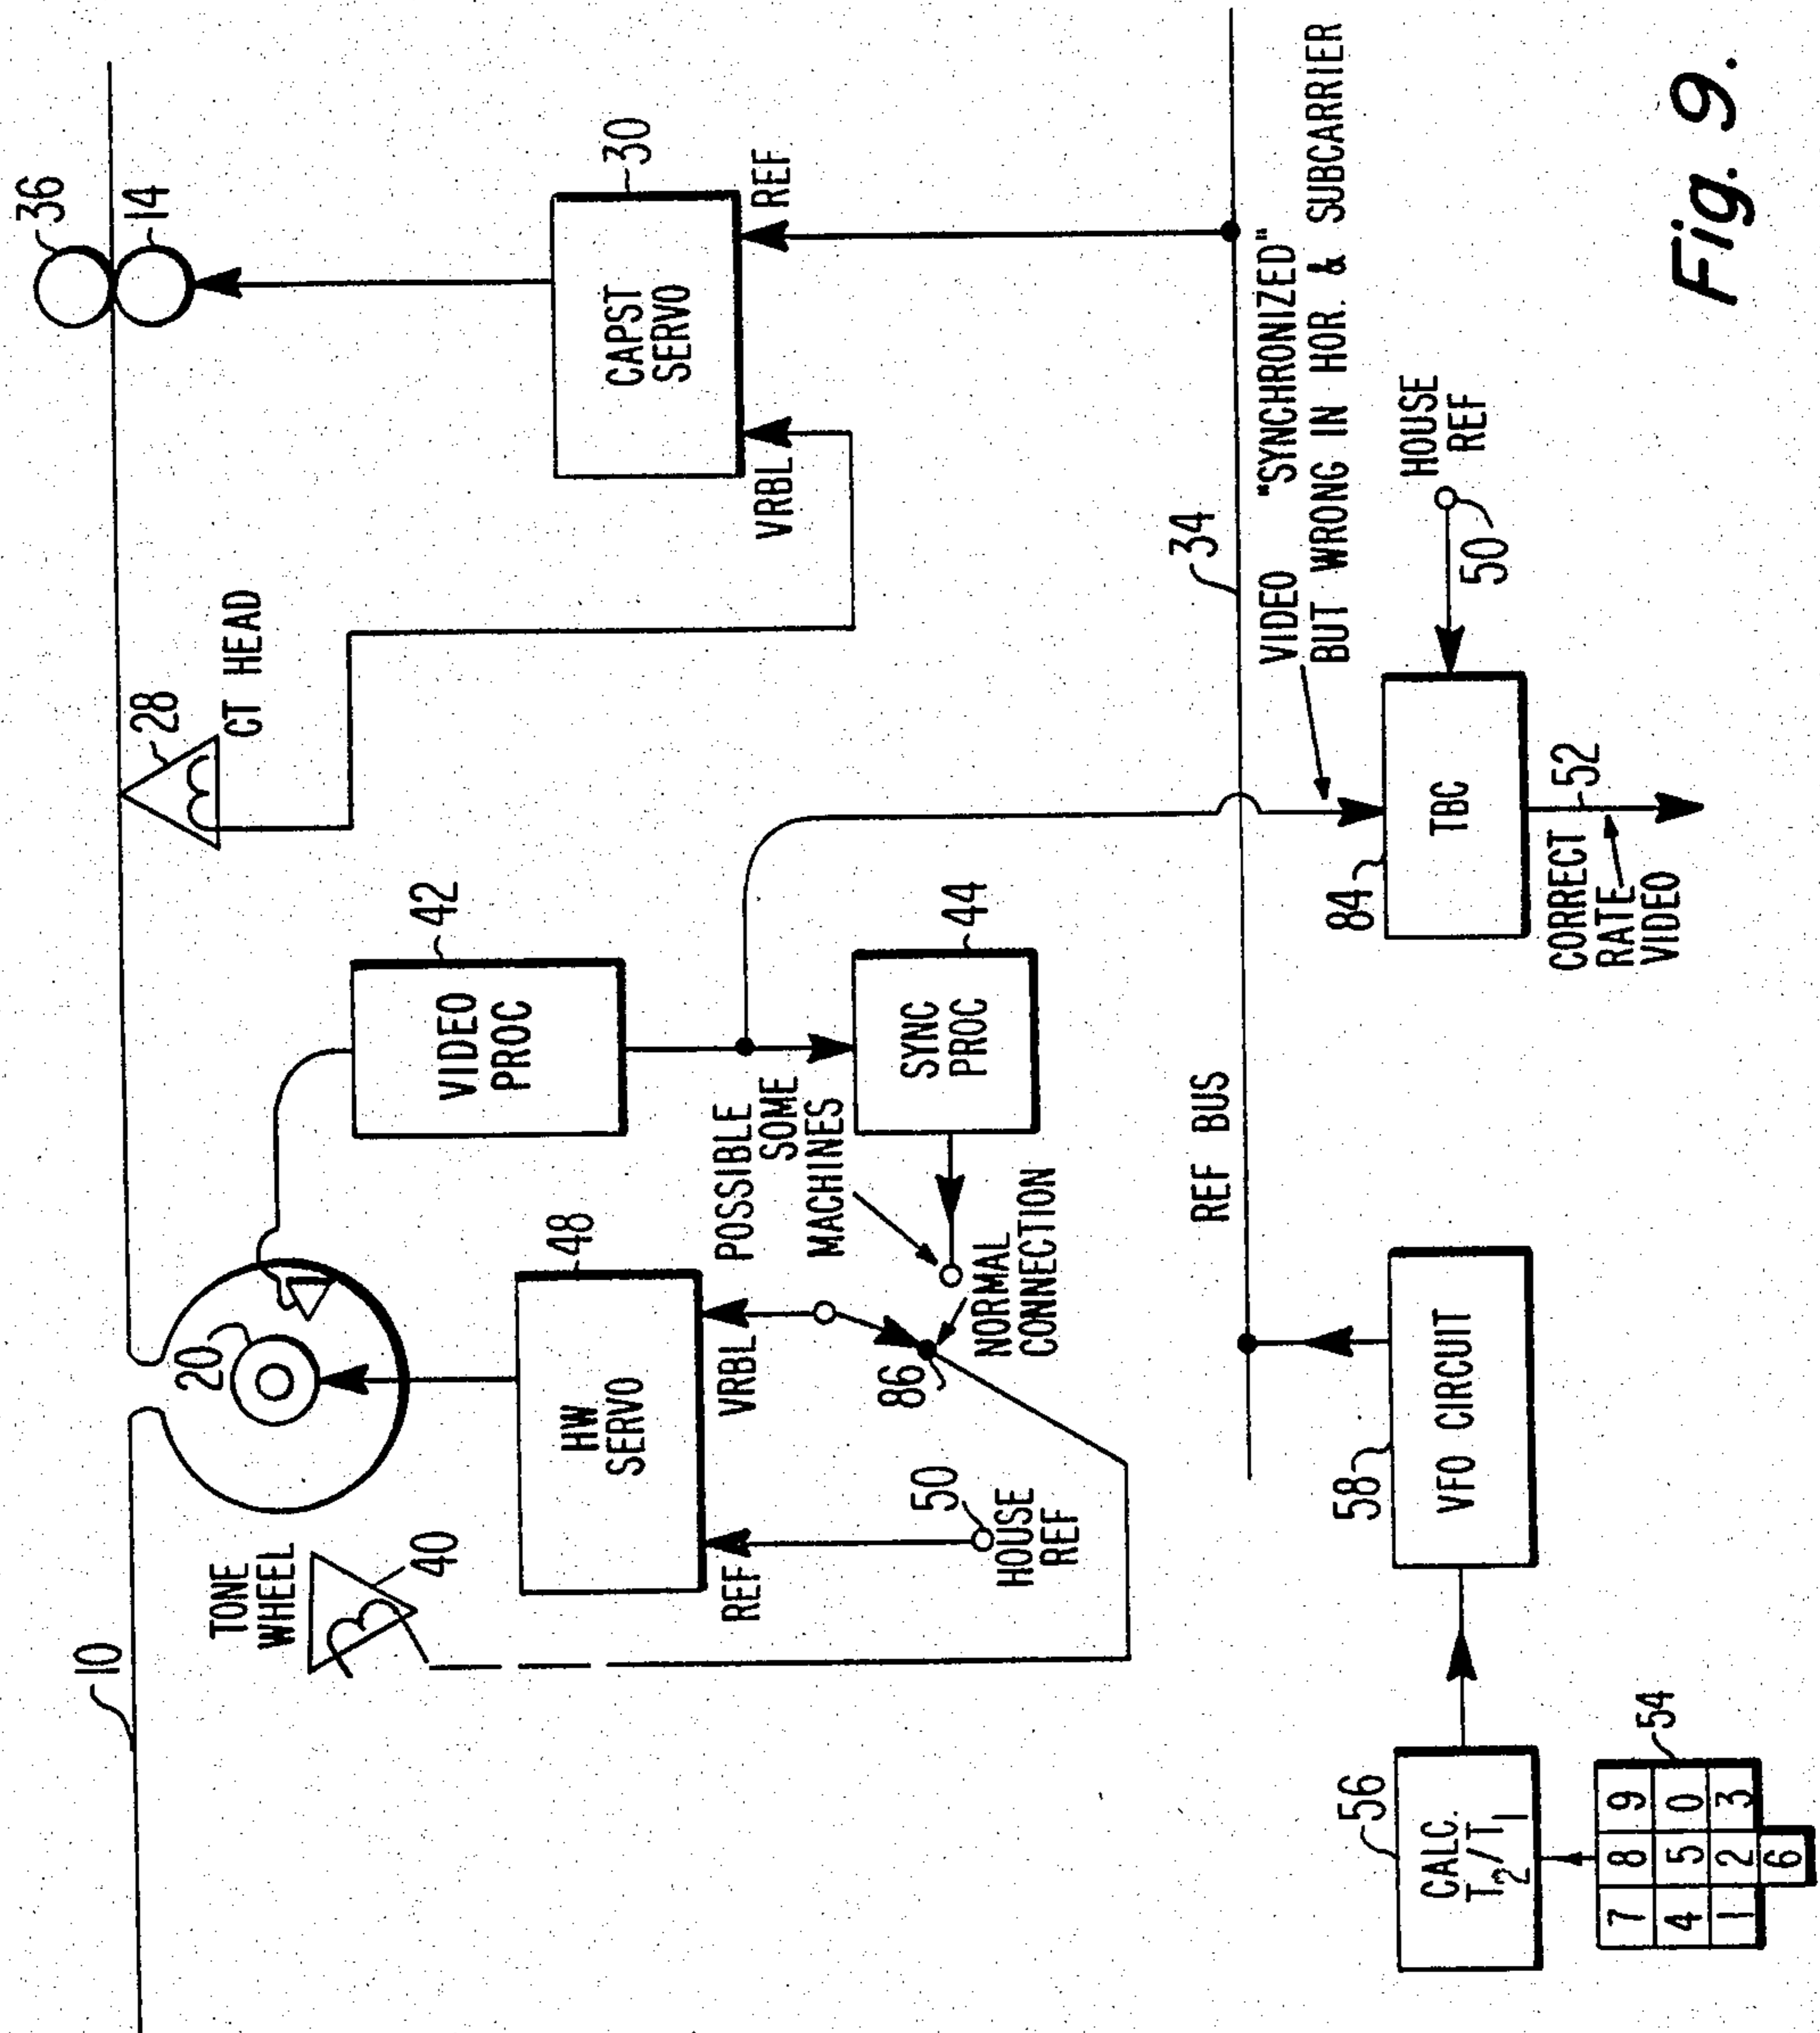 10
TONE
WHEEL
40
20
28
CT HEAD
36
14
42
VIDEO
PROC
48
HW
SERVO
REF
VRBL
50
HOUSE
REF
86
NORMAL
CONNECTION
POSSIBLE
SOME
MACHINES
44
SYNC
PROC
30
CAPST
SERVO
VRBL
REF
REF BUS
34
VIDEO "SYNCHRONIZED"
BUT WRONG IN HOR. & SUBCARRIER
56
CALC.
T2/T1
54
7 8 9
4 5 0
1 2 3
6
58
VFO CIRCUIT
84
TBC
HOUSE
REF
50
52
CORRECT
RATE
VIDEO
Fig. 9.